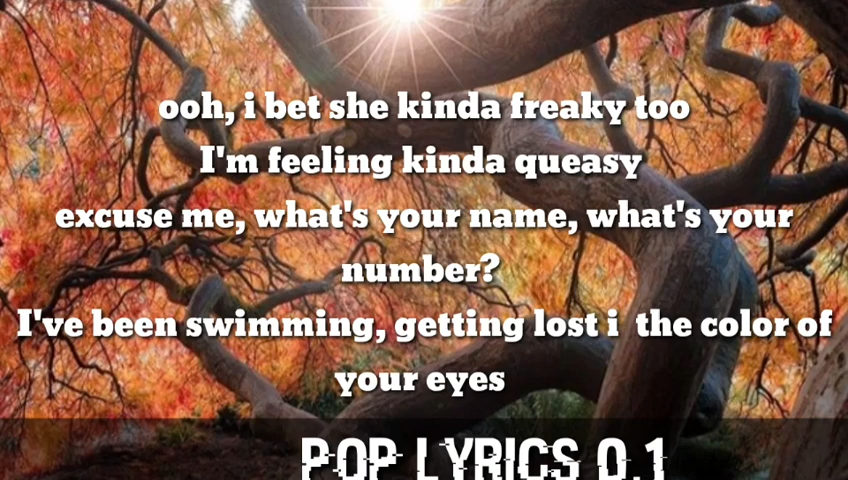 ooh, i bet she kinda freaky too
I'm feeling kinda queasy
excuse me, what's your name, what's your
number?
I've been swimming, getting lost i  the color of
your eyes
POP LYRICS 0.1